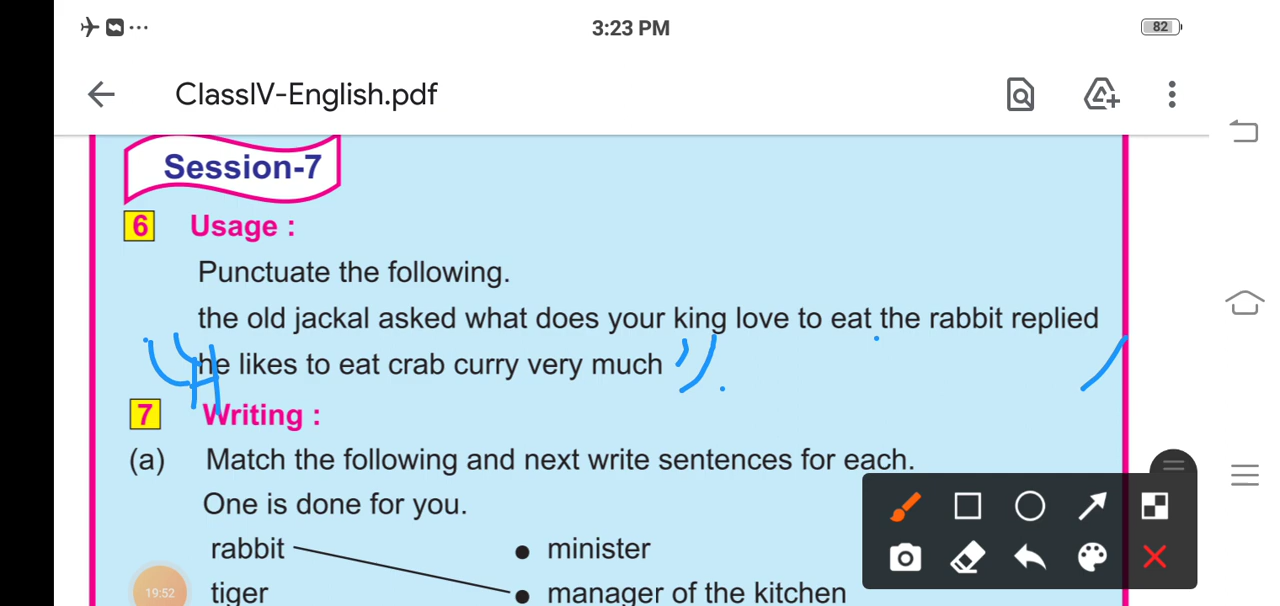 3:23 PM
82
ClassIV-English.pdf
Session-7
6 Usage :
Punctuate the following.
the old jackal asked what does your king love to eat the rabbit replied
he likes to eat crab curry very much
7 Writing :
(a) Match the following and next write sentences for each.
One is done for you.
rabbit • minister
19:52 tiger • manager of the kitchen